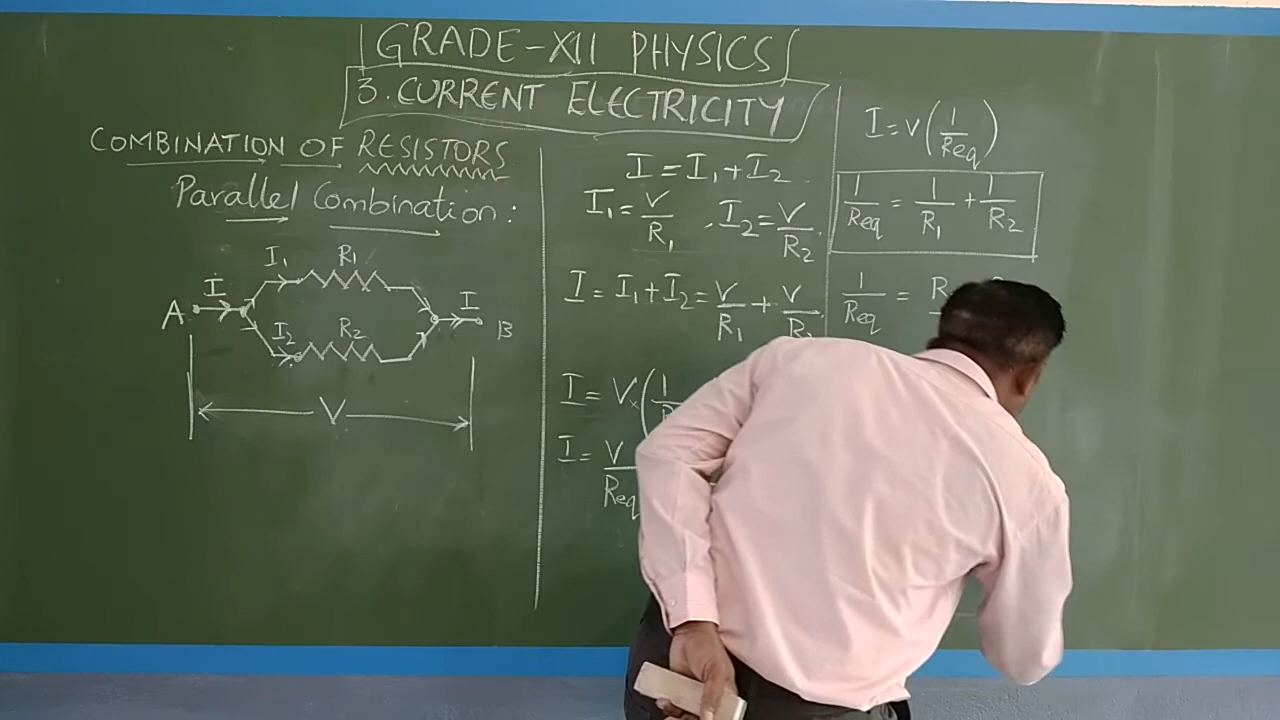 GRADE-XII PHYSICS
3. CURRENT ELECTRICITY
COMBINATION OF RESISTORS
Parallel Combination:
I₁ R₁
A I I B
I₂ R₂
V
I = I₁ + I₂
I₁ = V/R₁ , I₂ = V/R₂
I = I₁ + I₂ = V/R₁ + V/
I = V × (1/
I = V/Req
I = V(1/Req)
1/Req = 1/R₁ + 1/R₂
1/Req = R